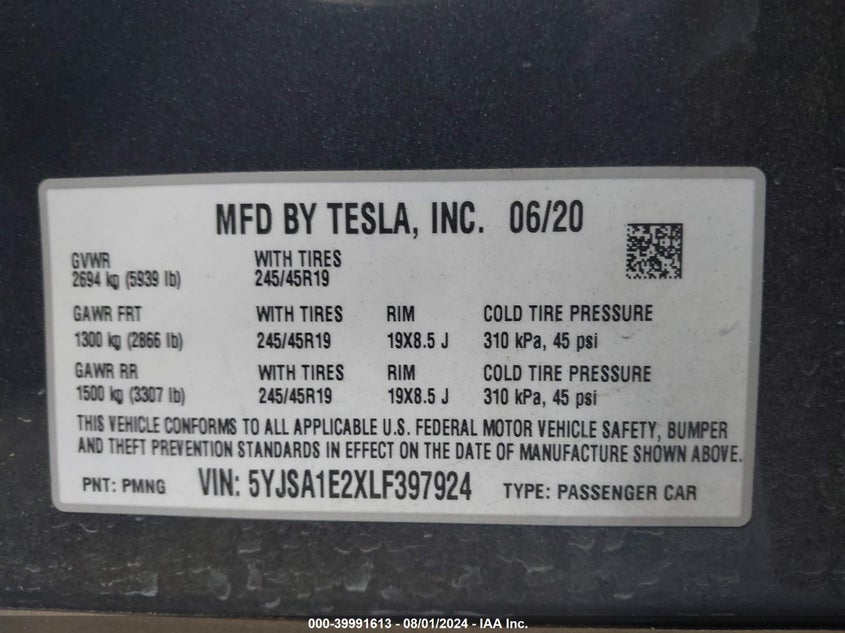 MFD BY TESLA, INC. 06/20
GVWR WITH TIRES
2694 kg (5939 lb) 245/45R19
GAWR FRT WITH TIRES RIM COLD TIRE PRESSURE
1300 kg (2866 lb) 245/45R19 19X8.5 J 310 kPa, 45 psi
GAWR RR WITH TIRES RIM COLD TIRE PRESSURE
1500 kg (3307 lb) 245/45R19 19X8.5 J 310 kPa, 45 psi
THIS VEHICLE CONFORMS TO ALL APPLICABLE U.S. FEDERAL MOTOR VEHICLE SAFETY, BUMPER
AND THEFT PREVENTION STANDARDS IN EFFECT ON THE DATE OF MANUFACTURE SHOWN ABOVE.
PNT: PMNG VIN: 5YJSA1E2XLF397924 TYPE: PASSENGER CAR
000-39991613 - 08/01/2024 - IAA Inc.